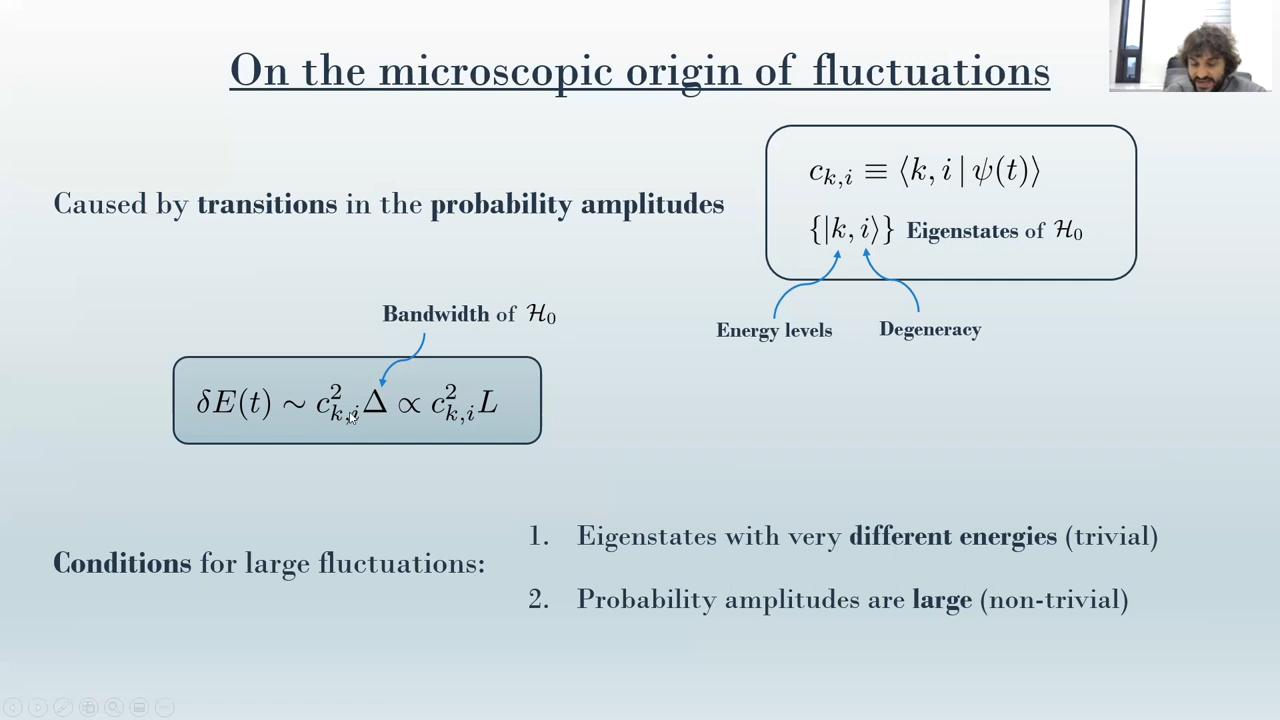 On the microscopic origin of fluctuations
Caused by transitions in the probability amplitudes
c_{k,i} ≡ ⟨k, i | ψ(t)⟩
{|k, i⟩} Eigenstates of ℋ₀
Energy levels
Degeneracy
Bandwidth of ℋ₀
δE(t) ∼ c²_{k,i}Δ ∝ c²_{k,i}L
Conditions for large fluctuations:
1. Eigenstates with very different energies (trivial)
2. Probability amplitudes are large (non-trivial)